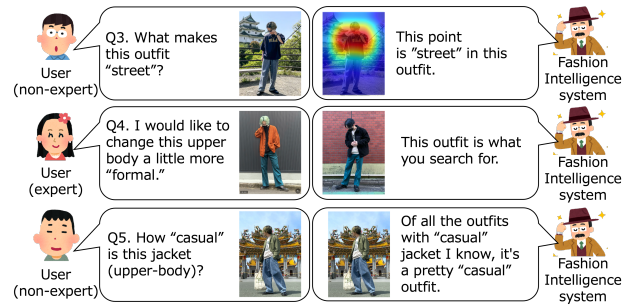 Q3. What makes
this outfit
“street”?
This point
is ”street” in this
outfit.
User
(non-expert)
Fashion
Intelligence
system
Q4. I would like to
change this upper
body a little more
“formal.”
This outfit is what
you search for.
User
(expert)
Fashion
Intelligence
system
Q5. How “casual”
is this jacket
(upper-body)?
Of all the outfits
with “casual”
jacket I know, it's
a pretty “casual”
outfit.
User
(non-expert)
Fashion
Intelligence
system